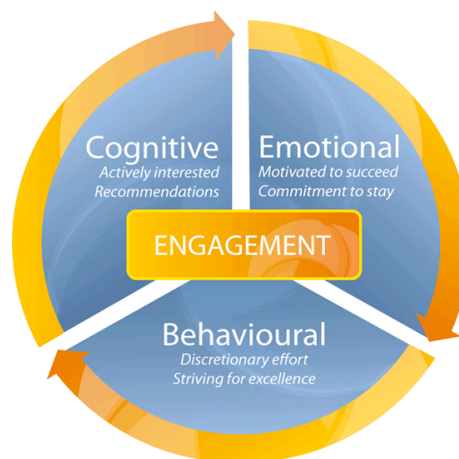 Cognitive
Actively interested
Recommendations
Emotional
Motivated to succeed
Commitment to stay
ENGAGEMENT
Behavioural
Discretionary effort
Striving for excellence